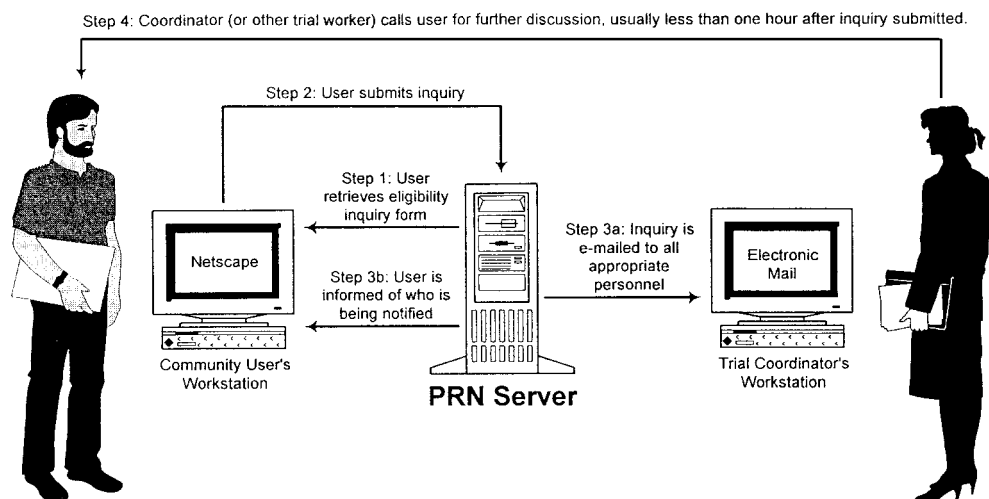 Step 4: Coordinator (or other trial worker) calls user for further discussion, usually less than one hour after inquiry submitted.
Step 2: User submits inquiry
Step 1: User
retrieves eligibility
inquiry form
Step 3a: Inquiry is
e-mailed to all
appropriate
personnel
Netscape
Step 3b: User is
informed of who is
being notified
Electronic
Mail
Community User's
Workstation
PRN Server
Trial Coordinator's
Workstation